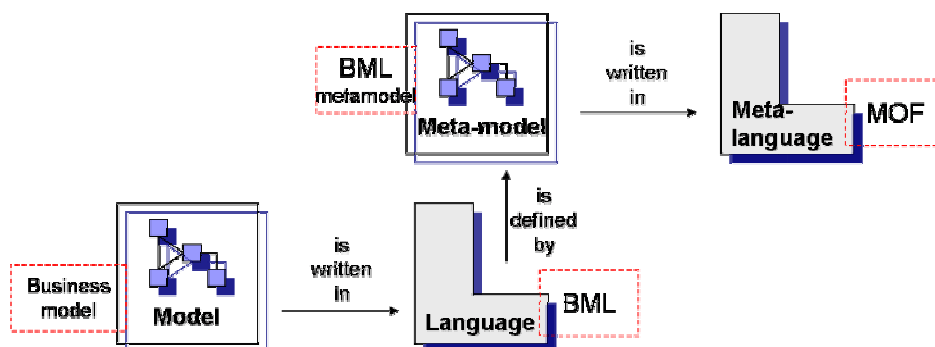 BML
metamodel
Meta-model
is
written
in
Meta-
language
MOF
is
defined
by
Business
model
Model
is
written
in
Language
BML